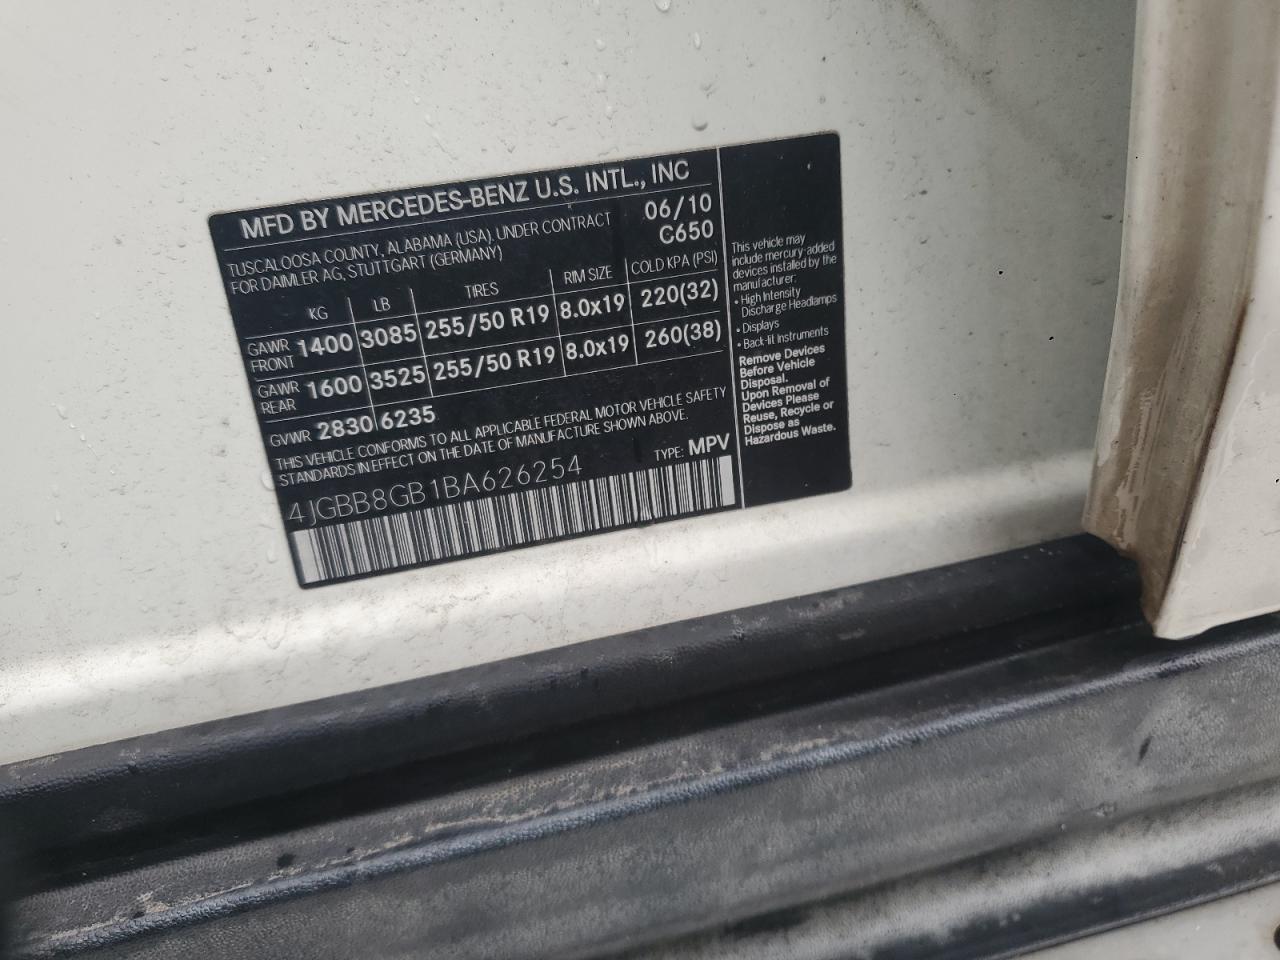 MFD BY MERCEDES-BENZ U.S. INTL., INC
TUSCALOOSA COUNTY, ALABAMA (USA), UNDER CONTRACT
FOR DAIMLER AG, STUTTGART (GERMANY)
06/10
C650
KG LB TIRES RIM SIZE COLD KPA (PSI)
GAWR FRONT 1400 3085 255/50 R19 8.0x19 220(32)
GAWR REAR 1600 3525 255/50 R19 8.0x19 260(38)
GVWR 2830 6235
THIS VEHICLE CONFORMS TO ALL APPLICABLE FEDERAL MOTOR VEHICLE SAFETY
STANDARDS IN EFFECT ON THE DATE OF MANUFACTURE SHOWN ABOVE.
4JGBB8GB1BA626254 TYPE: MPV
This vehicle may
include mercury-added
devices installed by the
manufacturer:
• High Intensity
Discharge Headlamps
• Displays
• Back-lit Instruments
Remove Devices
Before Vehicle
Disposal.
Upon Removal of
Devices Please
Reuse, Recycle or
Dispose as
Hazardous Waste.